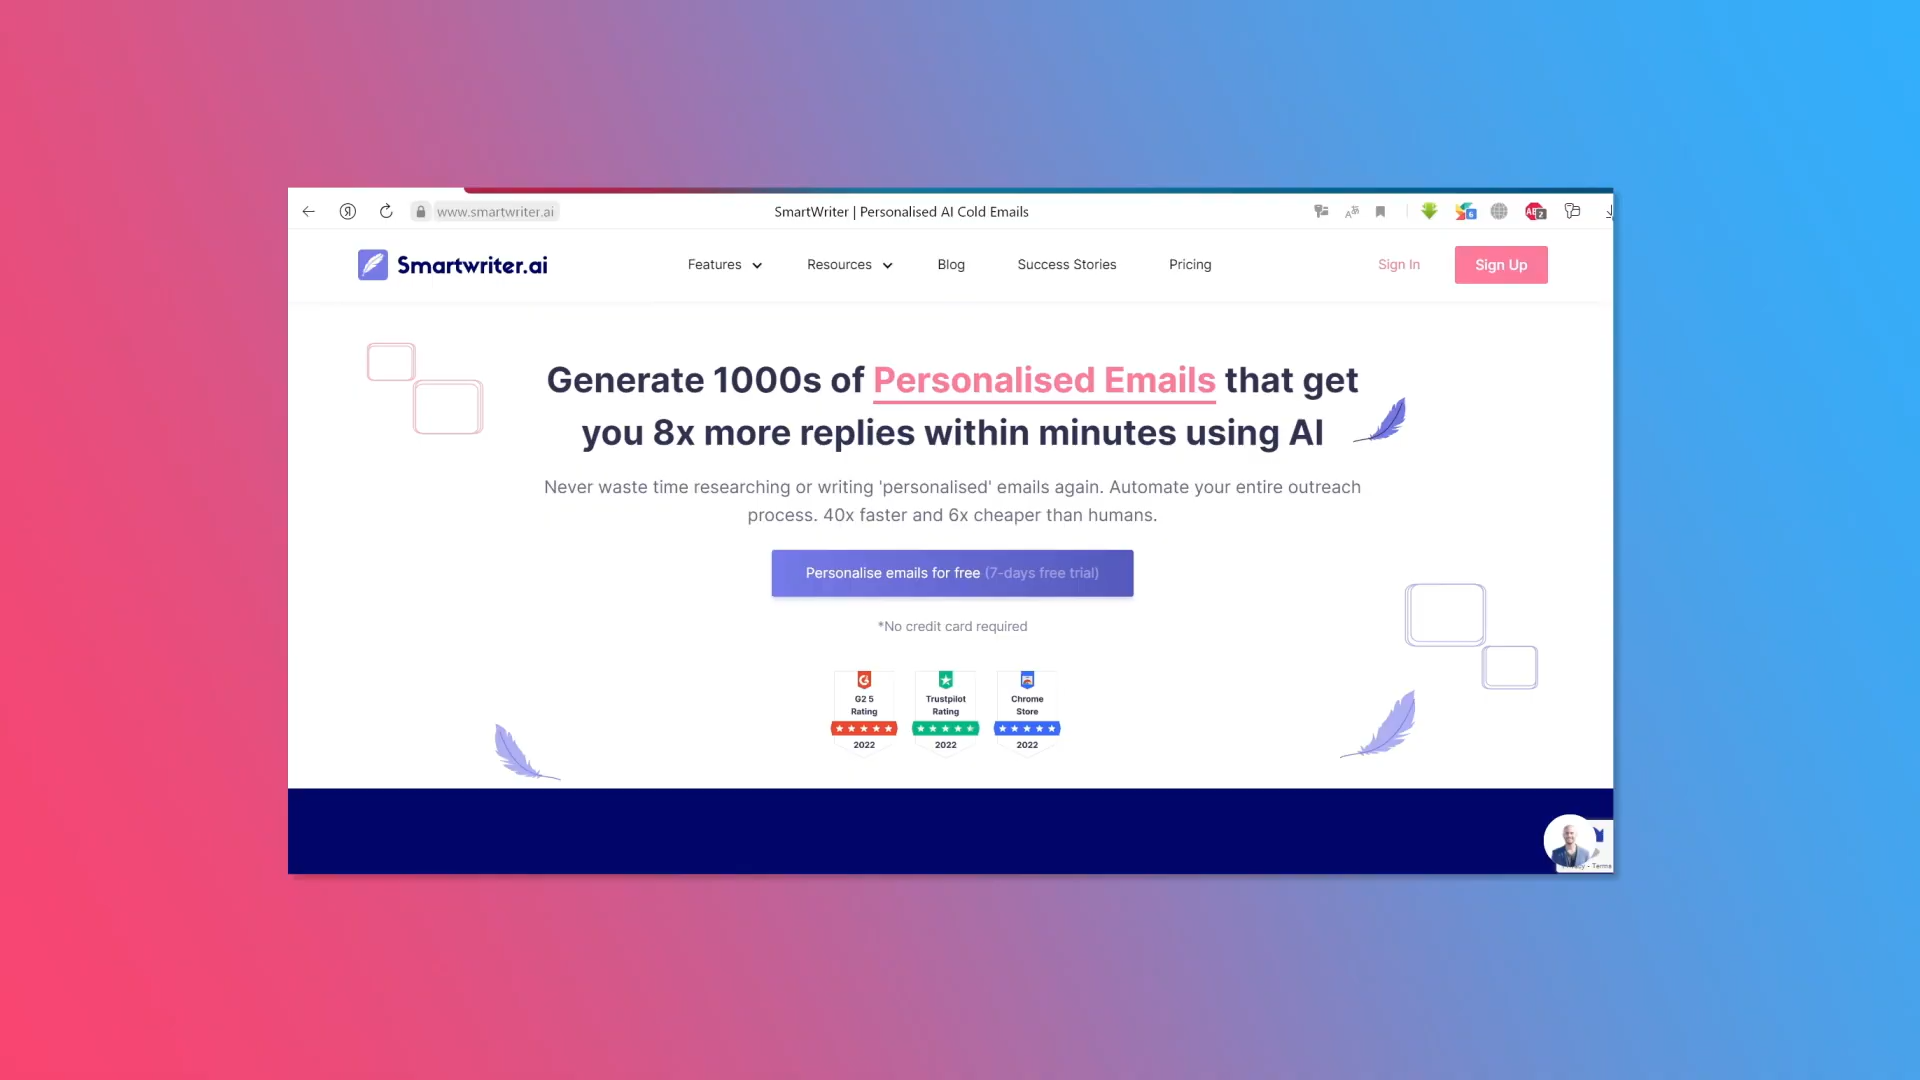 www.smartwriter.ai
SmartWriter | Personalised AI Cold Emails
Smartwriter.ai
Features
Resources
Blog
Success Stories
Pricing
Sign In
Sign Up
Generate 1000s of Personalised Emails that get
you 8x more replies within minutes using AI
Never waste time researching or writing 'personalised' emails again. Automate your entire outreach
process. 40x faster and 6x cheaper than humans.
Personalise emails for free (7-days free trial)
*No credit card required
G2 5
Rating
2022
Trustpilot
Rating
2022
Chrome
Store
2022
- Terms